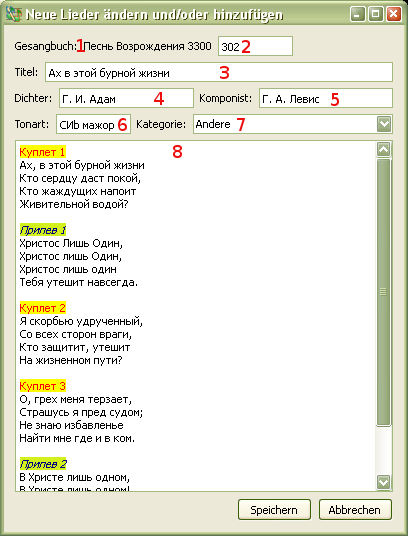 Neue Lieder ändern und/oder hinzufügen
Gesangbuch: 1 Песнь Возрождения 3300 302 2
Titel: Ах в этой бурной жизни 3
Dichter: Г. И. Адам 4 Komponist: Г. А. Левис 5
Tonart: СИb мажор 6 Kategorie: Andere 7
Куплет 1 8
Ах, в этой бурной жизни
Кто сердцу даст покой,
Кто жаждущих напоит
Живительной водой?
Припев 1
Христос Лишь Один,
Христос лишь Один,
Христос лишь один
Тебя утешит навсегда.
Куплет 2
Я скорбью удрученный,
Со всех сторон враги,
Кто защитит, утешит
На жизненном пути?
Куплет 3
О, грех меня терзает,
Страшусь я пред судом;
Не знаю избавленье
Найти мне где и в ком.
Припев 2
В Христе лишь одном,
В Христе лишь одном!
Speichern Abbrechen